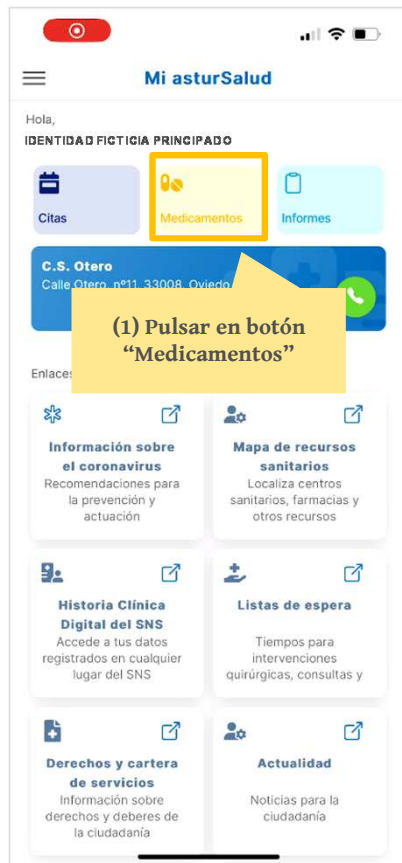 Mi asturSalud
Hola,
IDENTIDAD FICTICIA PRINCIPADO
Citas
Medicamentos
Informes
C.S. Otero
Calle Otero, nº11, 33008, Oviedo
(1) Pulsar en botón
“Medicamentos”
Enlaces
Información sobre
el coronavirus
Recomendaciones para
la prevención y
actuación
Mapa de recursos
sanitarios
Localiza centros
sanitarios, farmacias y
otros recursos
Historia Clínica
Digital del SNS
Accede a tus datos
registrados en cualquier
lugar del SNS
Listas de espera
Tiempos para
intervenciones
quirúrgicas, consultas y
Derechos y cartera
de servicios
Información sobre
derechos y deberes de
la ciudadanía
Actualidad
Noticias para la
ciudadanía